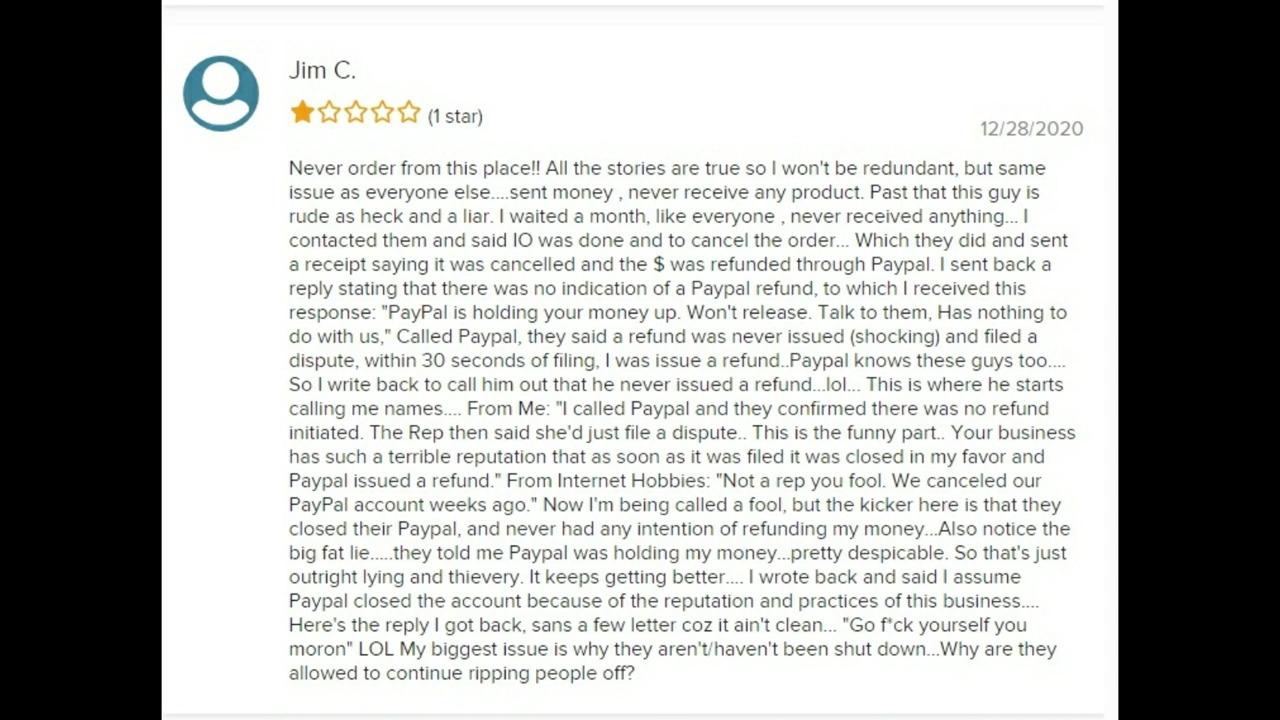 Jim C.
(1 star)
12/28/2020
Never order from this place!! All the stories are true so I won't be redundant, but same
issue as everyone else....sent money , never receive any product. Past that this guy is
rude as heck and a liar. I waited a month, like everyone , never received anything... I
contacted them and said IO was done and to cancel the order... Which they did and sent
a receipt saying it was cancelled and the $ was refunded through Paypal. I sent back a
reply stating that there was no indication of a Paypal refund, to which I received this
response: "PayPal is holding your money up. Won't release. Talk to them, Has nothing to
do with us," Called Paypal, they said a refund was never issued (shocking) and filed a
dispute, within 30 seconds of filing, I was issue a refund..Paypal knows these guys too....
So I write back to call him out that he never issued a refund...lol... This is where he starts
calling me names.... From Me: "I called Paypal and they confirmed there was no refund
initiated. The Rep then said she'd just file a dispute.. This is the funny part.. Your business
has such a terrible reputation that as soon as it was filed it was closed in my favor and
Paypal issued a refund." From Internet Hobbies: "Not a rep you fool. We canceled our
PayPal account weeks ago." Now I'm being called a fool, but the kicker here is that they
closed their Paypal, and never had any intention of refunding my money...Also notice the
big fat lie.....they told me Paypal was holding my money...pretty despicable. So that's just
outright lying and thievery. It keeps getting better.... I wrote back and said I assume
Paypal closed the account because of the reputation and practices of this business....
Here's the reply I got back, sans a few letter coz it ain't clean... "Go f*ck yourself you
moron" LOL My biggest issue is why they aren't/haven't been shut down...Why are they
allowed to continue ripping people off?